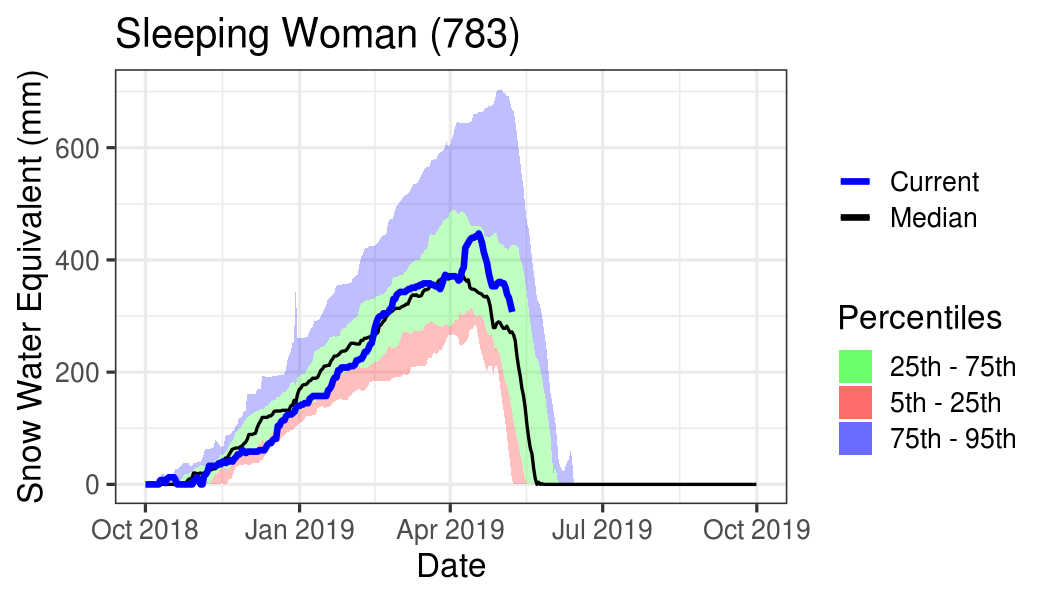 Sleeping Woman (783)
Snow Water Equivalent (mm)
600
400
200
0
Oct 2018
Jan 2019
Apr 2019
Jul 2019
Oct 2019
Date
Current
Median
Percentiles
25th - 75th
5th - 25th
75th - 95th